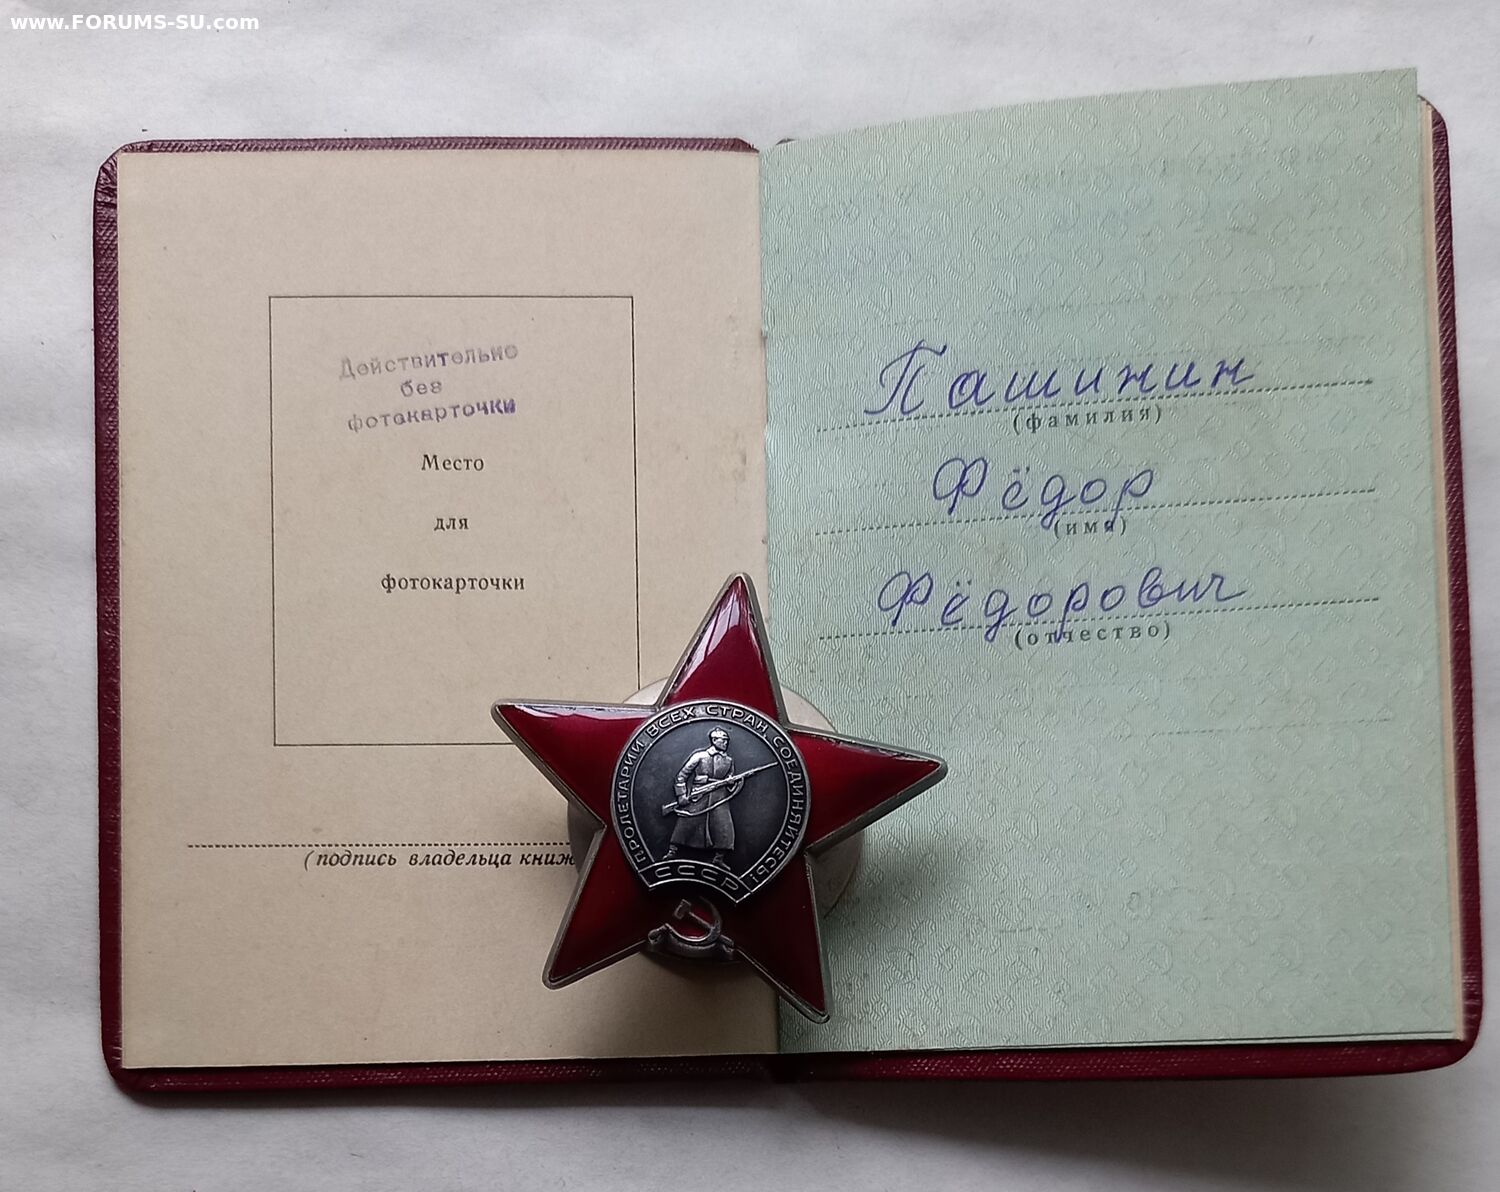 www.FORUMS-SU.com
Действительно
без
фотокарточки
Место
для
фотокарточки
(подпись владельца книж
Пашинин
(фамилия)
Фёдор
(имя)
Фёдорович
(отчество)
ПРОЛЕТАРИИ ВСЕХ СТРАН СОЕДИНЯЙТЕСЬ!
СССР